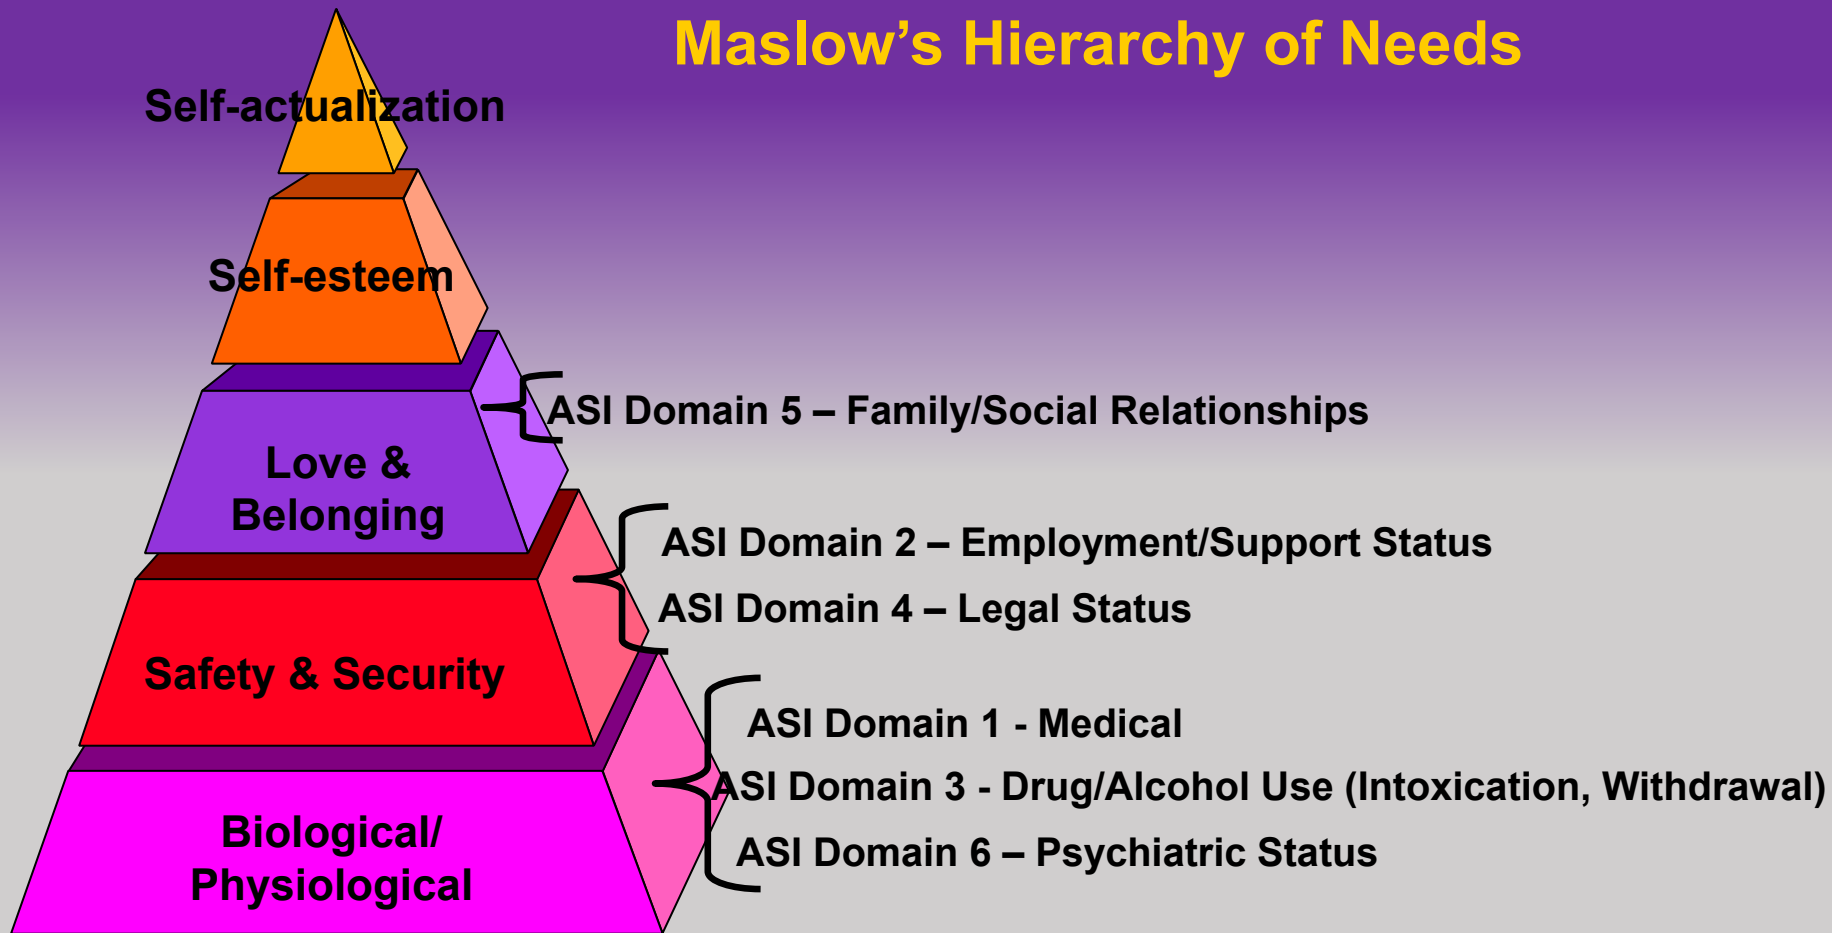 Maslow’s Hierarchy of Needs
Self-actualization
Self-esteem
ASI Domain 5 – Family/Social Relationships
Love &
Belonging
ASI Domain 2 – Employment/Support Status
ASI Domain 4 – Legal Status
Safety & Security
ASI Domain 1 - Medical
ASI Domain 3 - Drug/Alcohol Use (Intoxication, Withdrawal)
ASI Domain 6 – Psychiatric Status
Biological/
Physiological